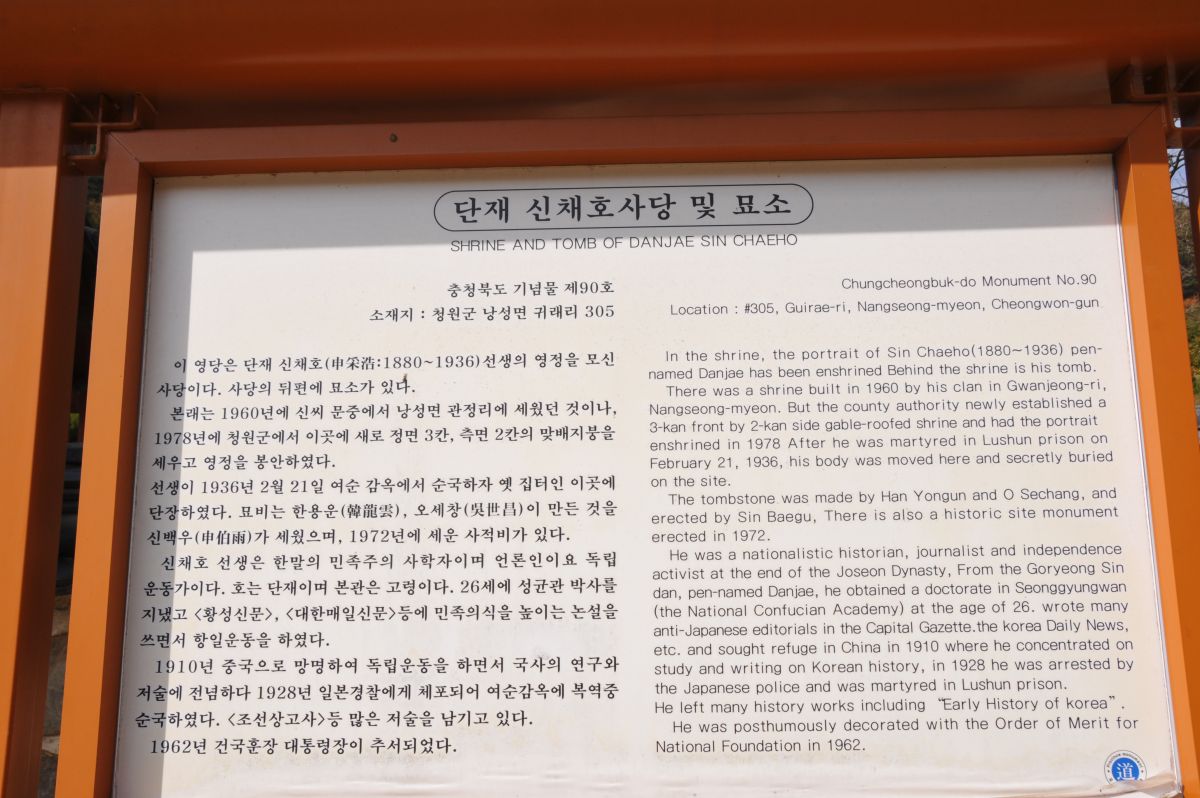 단재 신채호사당 및 묘소
SHRINE AND TOMB OF DANJAE SIN CHAEHO
충청북도 기념물 제90호
소재지 : 청원군 낭성면 귀래리 305
이 영당은 단재 신채호(申采浩:1880~1936)선생의 영정을 모신
사당이다. 사당의 뒤편에 묘소가 있다.
본래는 1960년에 신씨 문중에서 낭성면 관정리에 세웠던 것이나,
1978년에 청원군에서 이곳에 새로 정면 3칸, 측면 2칸의 맞배지붕을
세우고 영정을 봉안하였다.
선생이 1936년 2월 21일 여순 감옥에서 순국하자 옛 집터인 이곳에
단장하였다. 묘비는 한용운(韓龍雲), 오세창(吳世昌)이 만든 것을
신백우(申伯雨)가 세웠으며, 1972년에 세운 사적비가 있다.
신채호 선생은 한말의 민족주의 사학자이며 언론인이요 독립
운동가이다. 호는 단재이며 본관은 고령이다. 26세에 성균관 박사를
지냈고 <황성신문>, <대한매일신문>등에 민족의식을 높이는 논설을
쓰면서 항일운동을 하였다.
1910년 중국으로 망명하여 독립운동을 하면서 국사의 연구와
저술에 전념하다 1928년 일본경찰에게 체포되어 여순감옥에 복역중
순국하였다. <조선상고사>등 많은 저술을 남기고 있다.
1962년 건국훈장 대통령장이 추서되었다.
Chungcheongbuk-do Monument No.90
Location : #305, Guirae-ri, Nangseong-myeon, Cheongwon-gun
In the shrine, the portrait of Sin Chaeho(1880~1936) pen-
named Danjae has been enshrined Behind the shrine is his tomb.
There was a shrine built in 1960 by his clan in Gwanjeong-ri,
Nangseong-myeon. But the county authority newly established a
3-kan front by 2-kan side gable-roofed shrine and had the portrait
enshrined in 1978 After he was martyred in Lushun prison on
February 21, 1936, his body was moved here and secretly buried
on the site.
The tombstone was made by Han Yongun and O Sechang, and
erected by Sin Baegu, There is also a historic site monument
erected in 1972.
He was a nationalistic historian, journalist and independence
activist at the end of the Joseon Dynasty, From the Goryeong Sin
dan, pen-named Danjae, he obtained a doctorate in Seonggyungwan
(the National Confucian Academy) at the age of 26. wrote many
anti-Japanese editorials in the Capital Gazette.the korea Daily News,
etc. and sought refuge in China in 1910 where he concentrated on
study and writing on Korean history, in 1928 he was arrested by
the Japanese police and was martyred in Lushun prison.
He left many history works including “Early History of korea”.
He was posthumously decorated with the Order of Merit for
National Foundation in 1962.
道